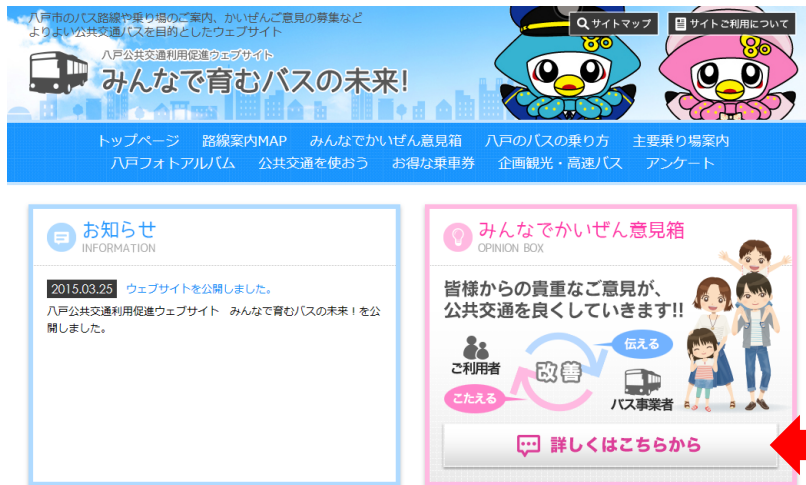 八戸市のバス路線や乗り場のご案内、かいぜんご意見の募集など
よりよい公共交通バスを目的としたウェブサイト
サイトマップ
サイトご利用について
八戸公共交通利用促進ウェブサイト
みんなで育むバスの未来!
トップページ 路線案内MAP みんなでかいぜん意見箱 八戸のバスの乗り方 主要乗り場案内
八戸フォトアルバム 公共交通を使おう お得な乗車券 企画観光・高速バス アンケート
お知らせ
INFORMATION
2015.03.25 ウェブサイトを公開しました。
八戸公共交通利用促進ウェブサイト みんなで育むバスの未来！を公
開しました。
みんなでかいぜん意見箱
OPINION BOX
皆様からの貴重なご意見が、
公共交通を良くしていきます!!
伝える
ご利用者
改善
こたえる
バス事業者
詳しくはこちらから